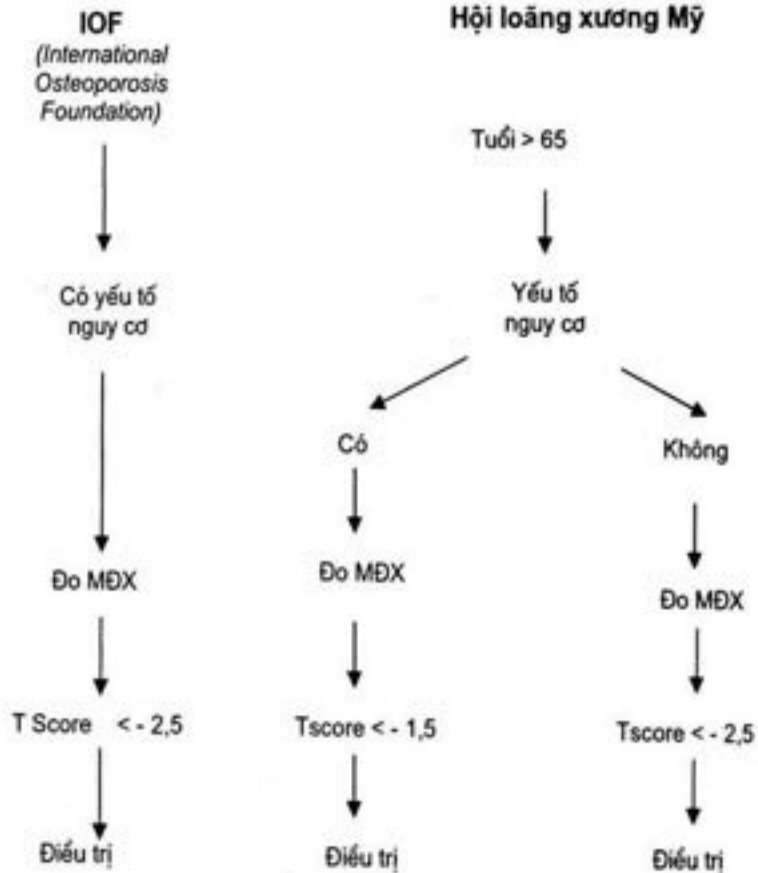 IOF
(International
Osteoporosis
Foundation)
Có yếu tố
nguy cơ
Đo MĐX
T Score < - 2,5
Điều trị
Hội loãng xương Mỹ
Tuổi > 65
Yếu tố
nguy cơ
Có
Đo MĐX
Tscore < - 1,5
Điều trị
Không
Đo MĐX
Tscore < - 2,5
Điều trị